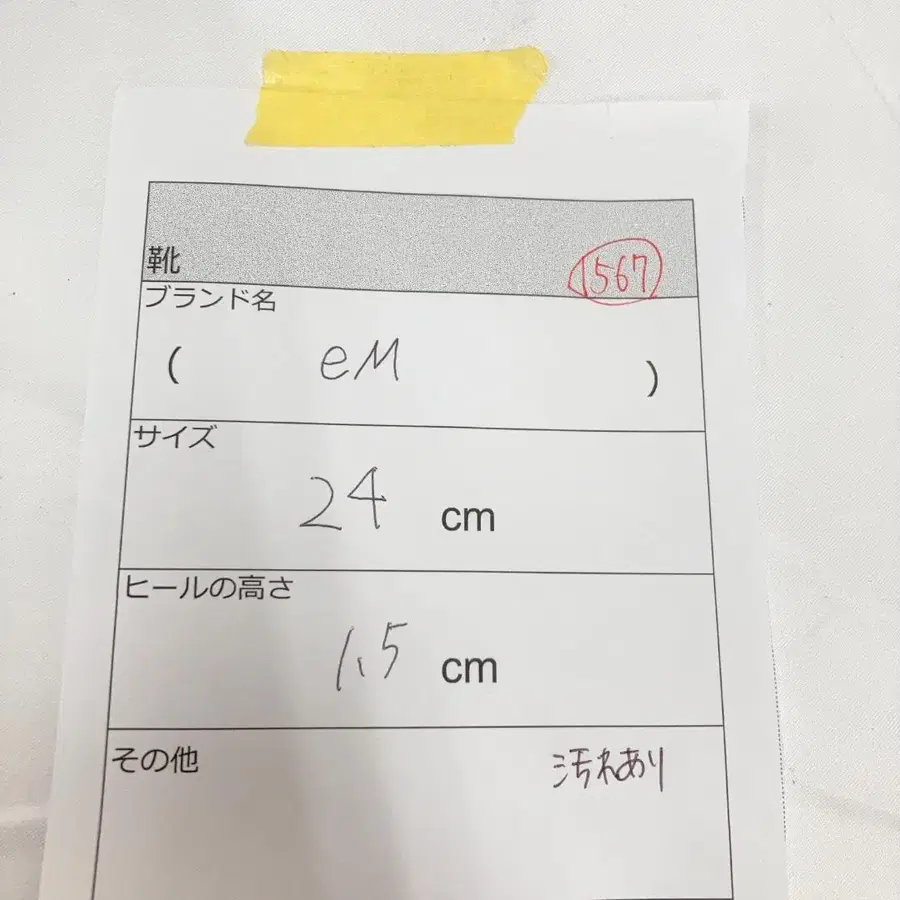 靴 1567
ブランド名
( eM )
サイズ
24 cm
ヒールの高さ
1.5 cm
その他 汚れあり